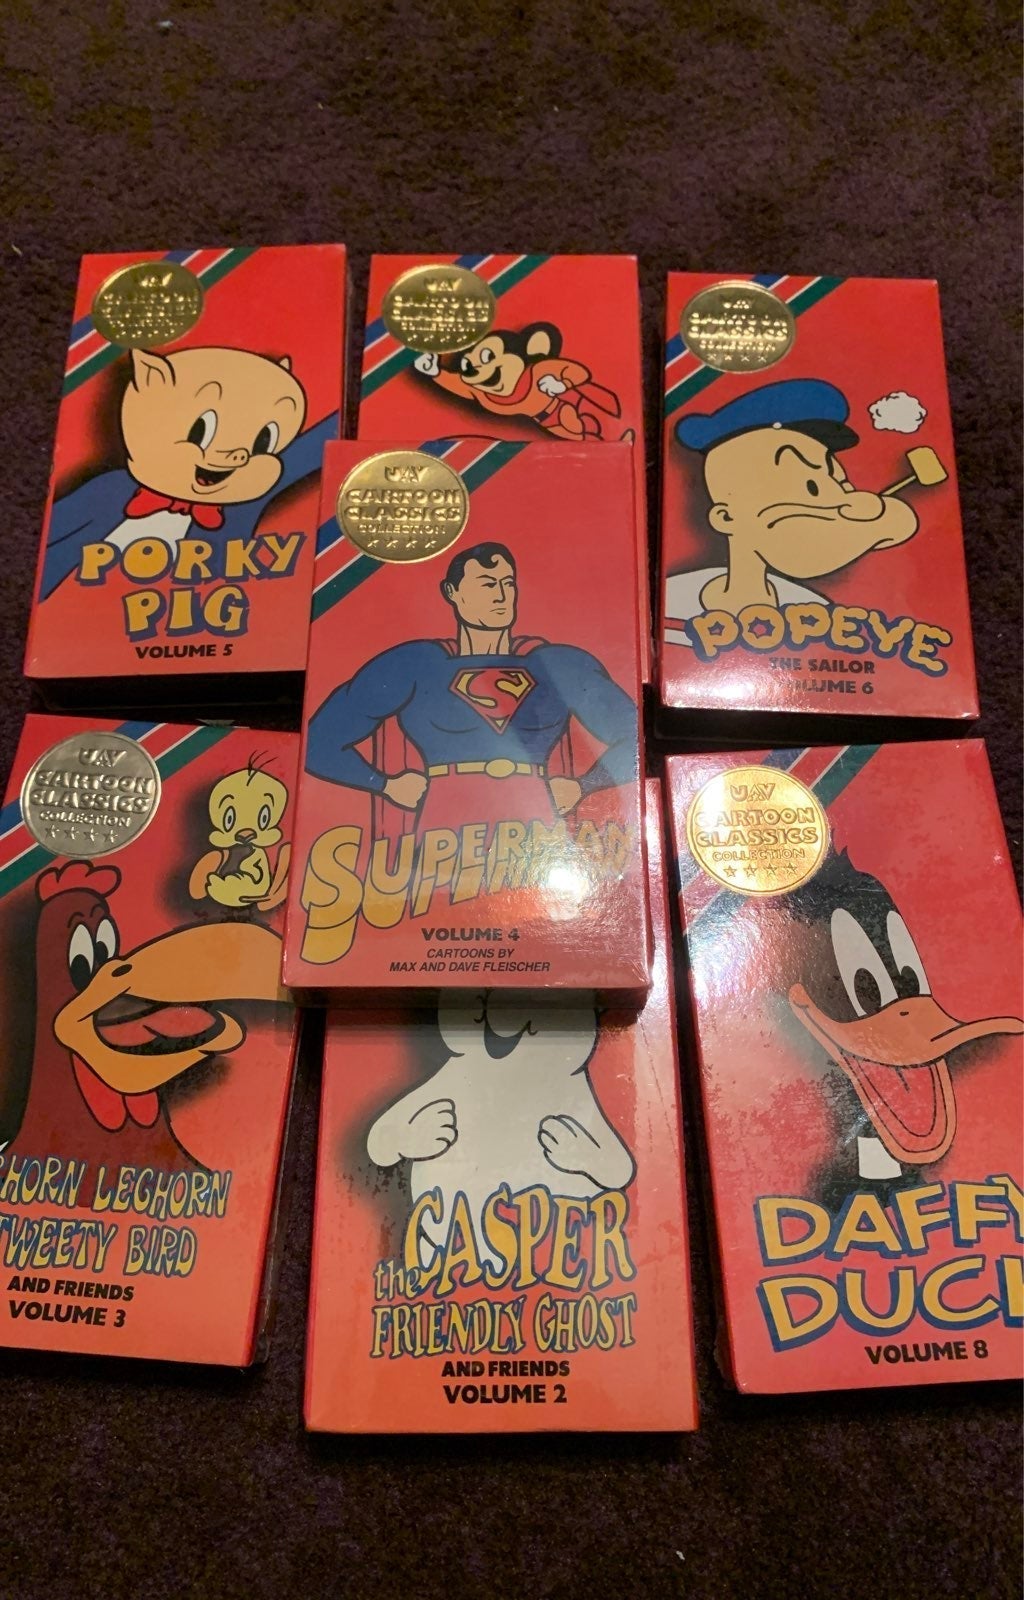 UAV
CARTOON
CLASSICS
COLLECTION
PORKY
PIG
VOLUME 5
UAV
CARTOON
CLASSICS
COLLECTION
UAV
CARTOON
CLASSICS
COLLECTION
POPEYE
THE SAILOR
VOLUME 6
UAV
CARTOON
CLASSICS
COLLECTION
SUPERMAN
VOLUME 4
CARTOONS BY
MAX AND DAVE FLEISCHER
UAV
CARTOON
CLASSICS
COLLECTION
HORN LEGHORN
TWEETY BIRD
AND FRIENDS
VOLUME 3
CASPER
the
FRIENDLY GHOST
AND FRIENDS
VOLUME 2
UAV
CARTOON
CLASSICS
COLLECTION
DAFFY
DUCK
VOLUME 8